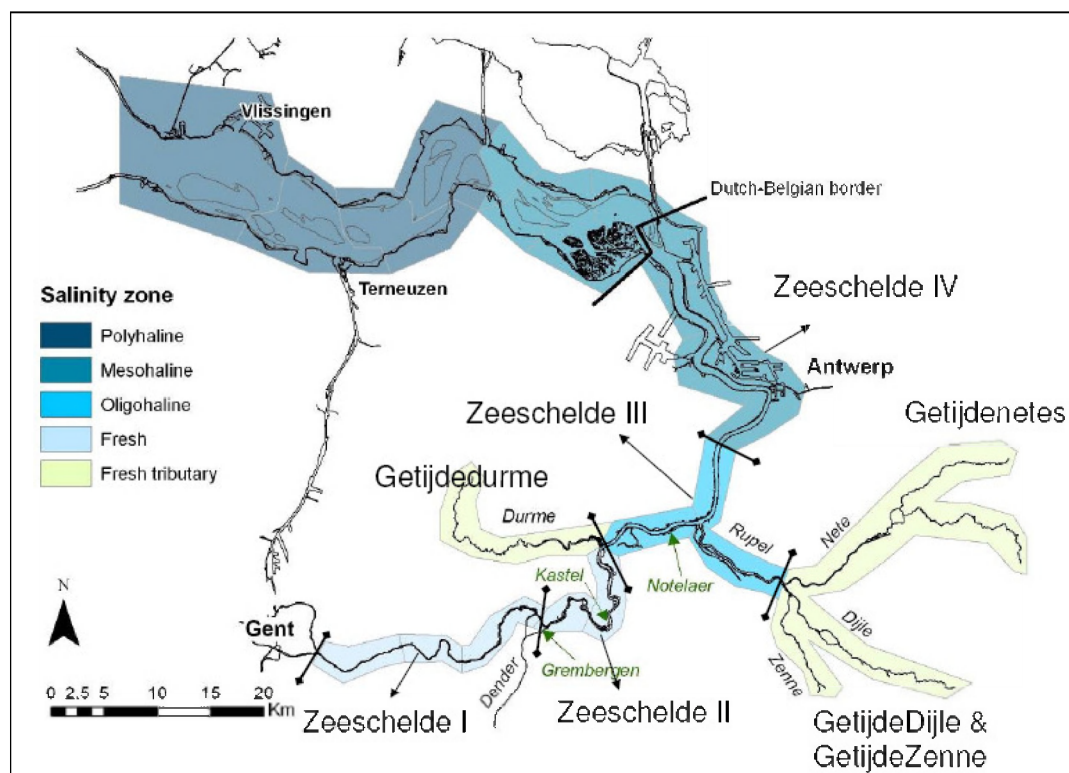 Vlissingen
Dutch-Belgian border
Terneuzen
Zeeschelde IV
Antwerp
Salinity zone
Polyhaline
Mesohaline
Oligohaline
Fresh
Fresh tributary
Zeeschelde III
Getijdenetes
Getijdedurme
Durme
Rupel
Nete
Kastel
Notelaer
N
Gent
Dender
Grembergen
Dijle
Zenne
0 2.5 5 10 15 20
Km
Zeeschelde I
Zeeschelde II
GetijdeDijle &
GetijdeZenne